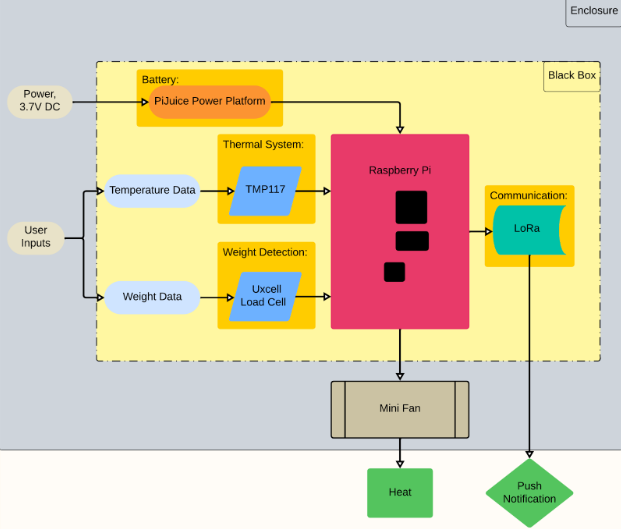 Enclosure
Black Box
Battery:
Power,
3.7V DC
PiJuice Power Platform
Thermal System:
Raspberry Pi
Temperature Data
TMP117
Communication:
LoRa
User
Inputs
Weight Detection:
Weight Data
Uxcell
Load Cell
Mini Fan
Heat
Push
Notification